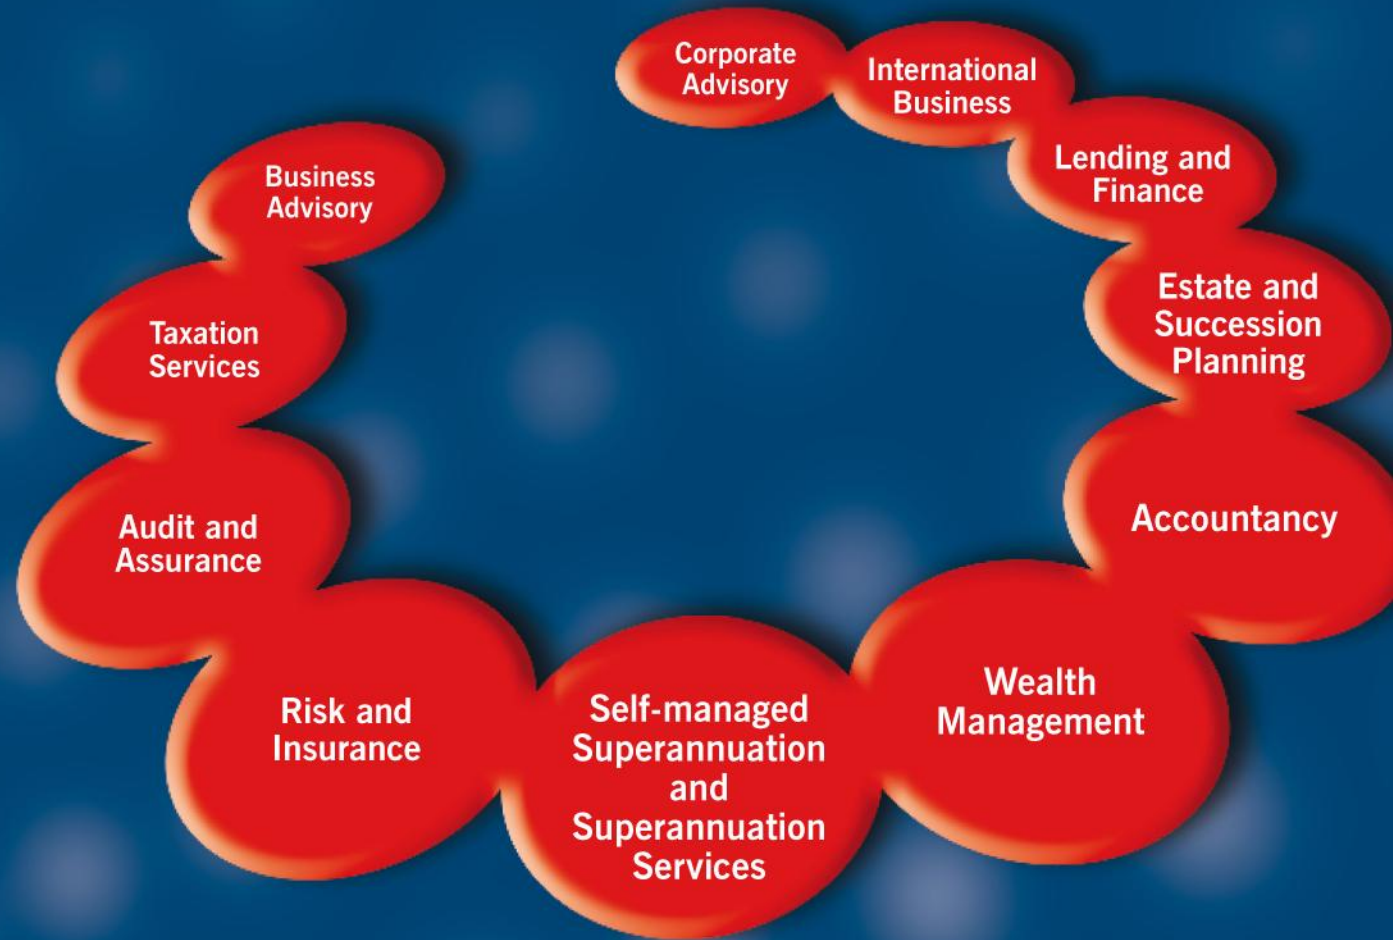 Corporate
Advisory
International
Business
Lending and
Finance
Estate and
Succession
Planning
Accountancy
Wealth
Management
Self-managed
Superannuation
and
Superannuation
Services
Risk and
Insurance
Audit and
Assurance
Taxation
Services
Business
Advisory